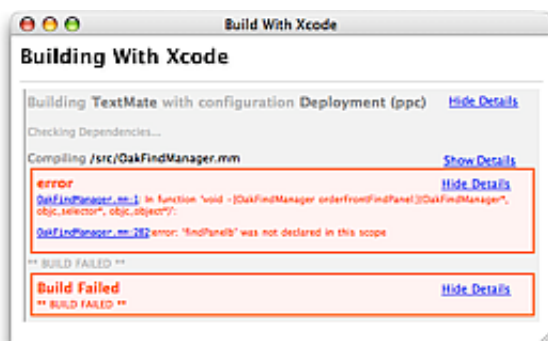 Build With Xcode
Building With Xcode
Building TextMate with configuration Deployment (ppc) Hide Details
Checking Dependencies...
Compiling /src/OakFindManager.mm Show Details
error Hide Details
OakFindManager.mm:1: In function 'void -[OakFindManager orderFrontFindPanel:](OakFindManager*,
objc_selector*, objc_object*)':
OakFindManager.mm:282:error: 'findPanelb' was not declared in this scope
** BUILD FAILED **
Build Failed Hide Details
** BUILD FAILED **